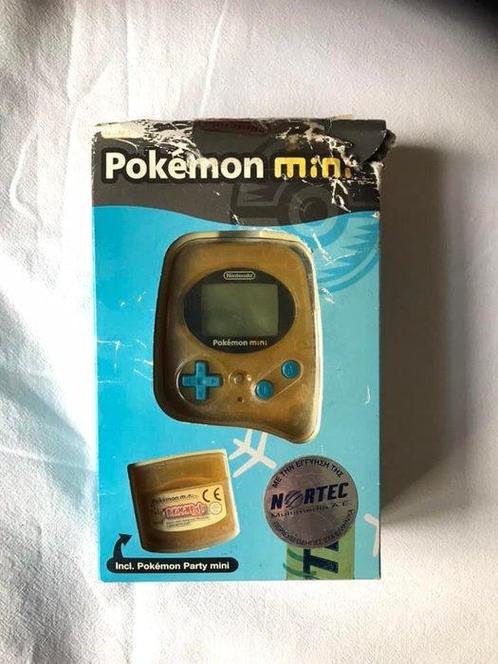 Pokémon mini
Nintendo
Pokémon mini
A
Pokémon mini
CE
Incl. Pokémon Party mini
ΜΕ ΤΗΝ ΕΓΓΥΗΣΗ ΤΗΣ
NORTEC
Multimedia A.E.